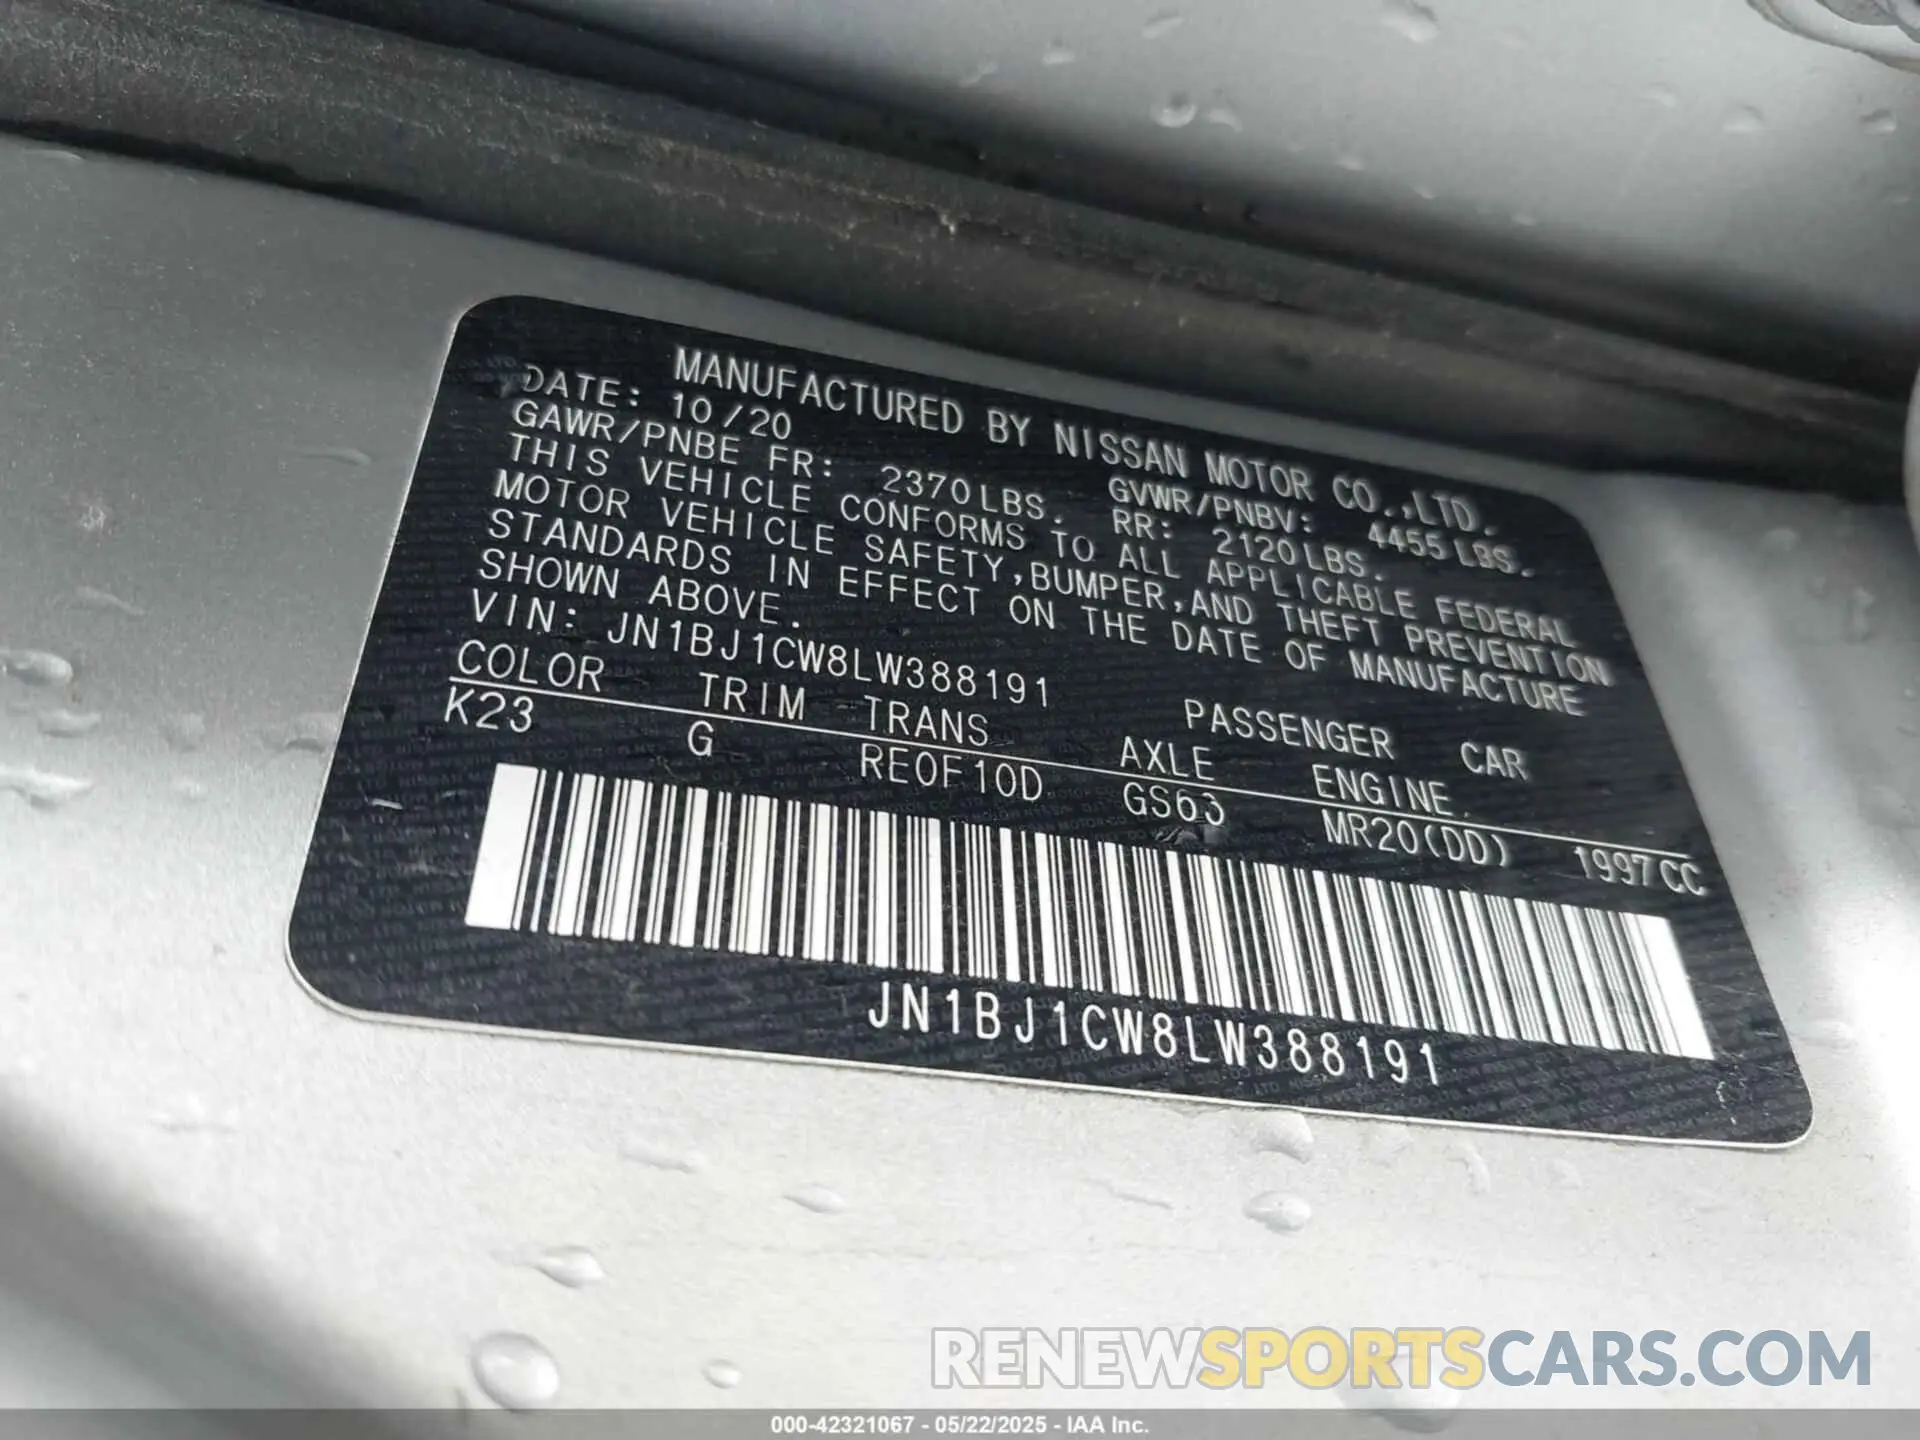 MANUFACTURED BY NISSAN MOTOR CO.,LTD.
DATE: 10/20 GVWR/PNBV: 4455LBS.
GAWR/PNBE FR: 2370LBS. RR: 2120LBS.
THIS VEHICLE CONFORMS TO ALL APPLICABLE FEDERAL
MOTOR VEHICLE SAFETY,BUMPER,AND THEFT PREVENTION
STANDARDS IN EFFECT ON THE DATE OF MANUFACTURE
SHOWN ABOVE.
VIN: JN1BJ1CW8LW388191 PASSENGER CAR
COLOR TRIM TRANS AXLE ENGINE
K23 G RE0F10D GS63 MR20(DD) 1997CC
JN1BJ1CW8LW388191
RENEWSPORTSCARS.COM
000-42321067 - 05/22/2025 - IAA Inc.